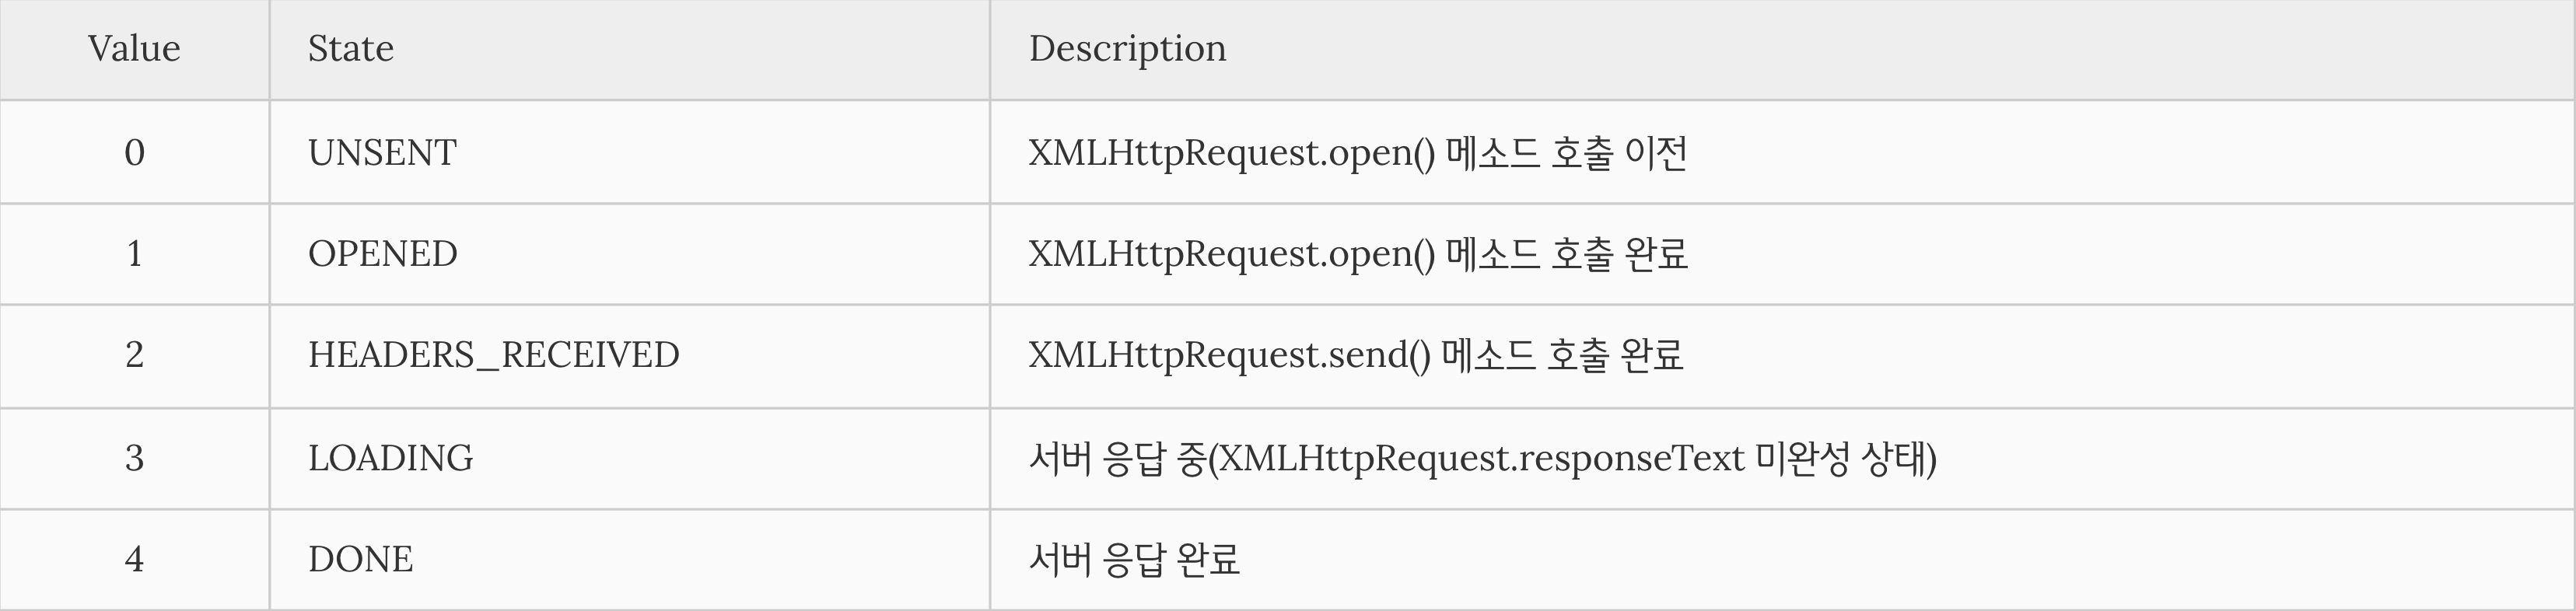 Value State Description
0 UNSENT XMLHttpRequest.open() 메소드 호출 이전
1 OPENED XMLHttpRequest.open() 메소드 호출 완료
2 HEADERS_RECEIVED XMLHttpRequest.send() 메소드 호출 완료
3 LOADING 서버 응답 중(XMLHttpRequest.responseText 미완성 상태)
4 DONE 서버 응답 완료